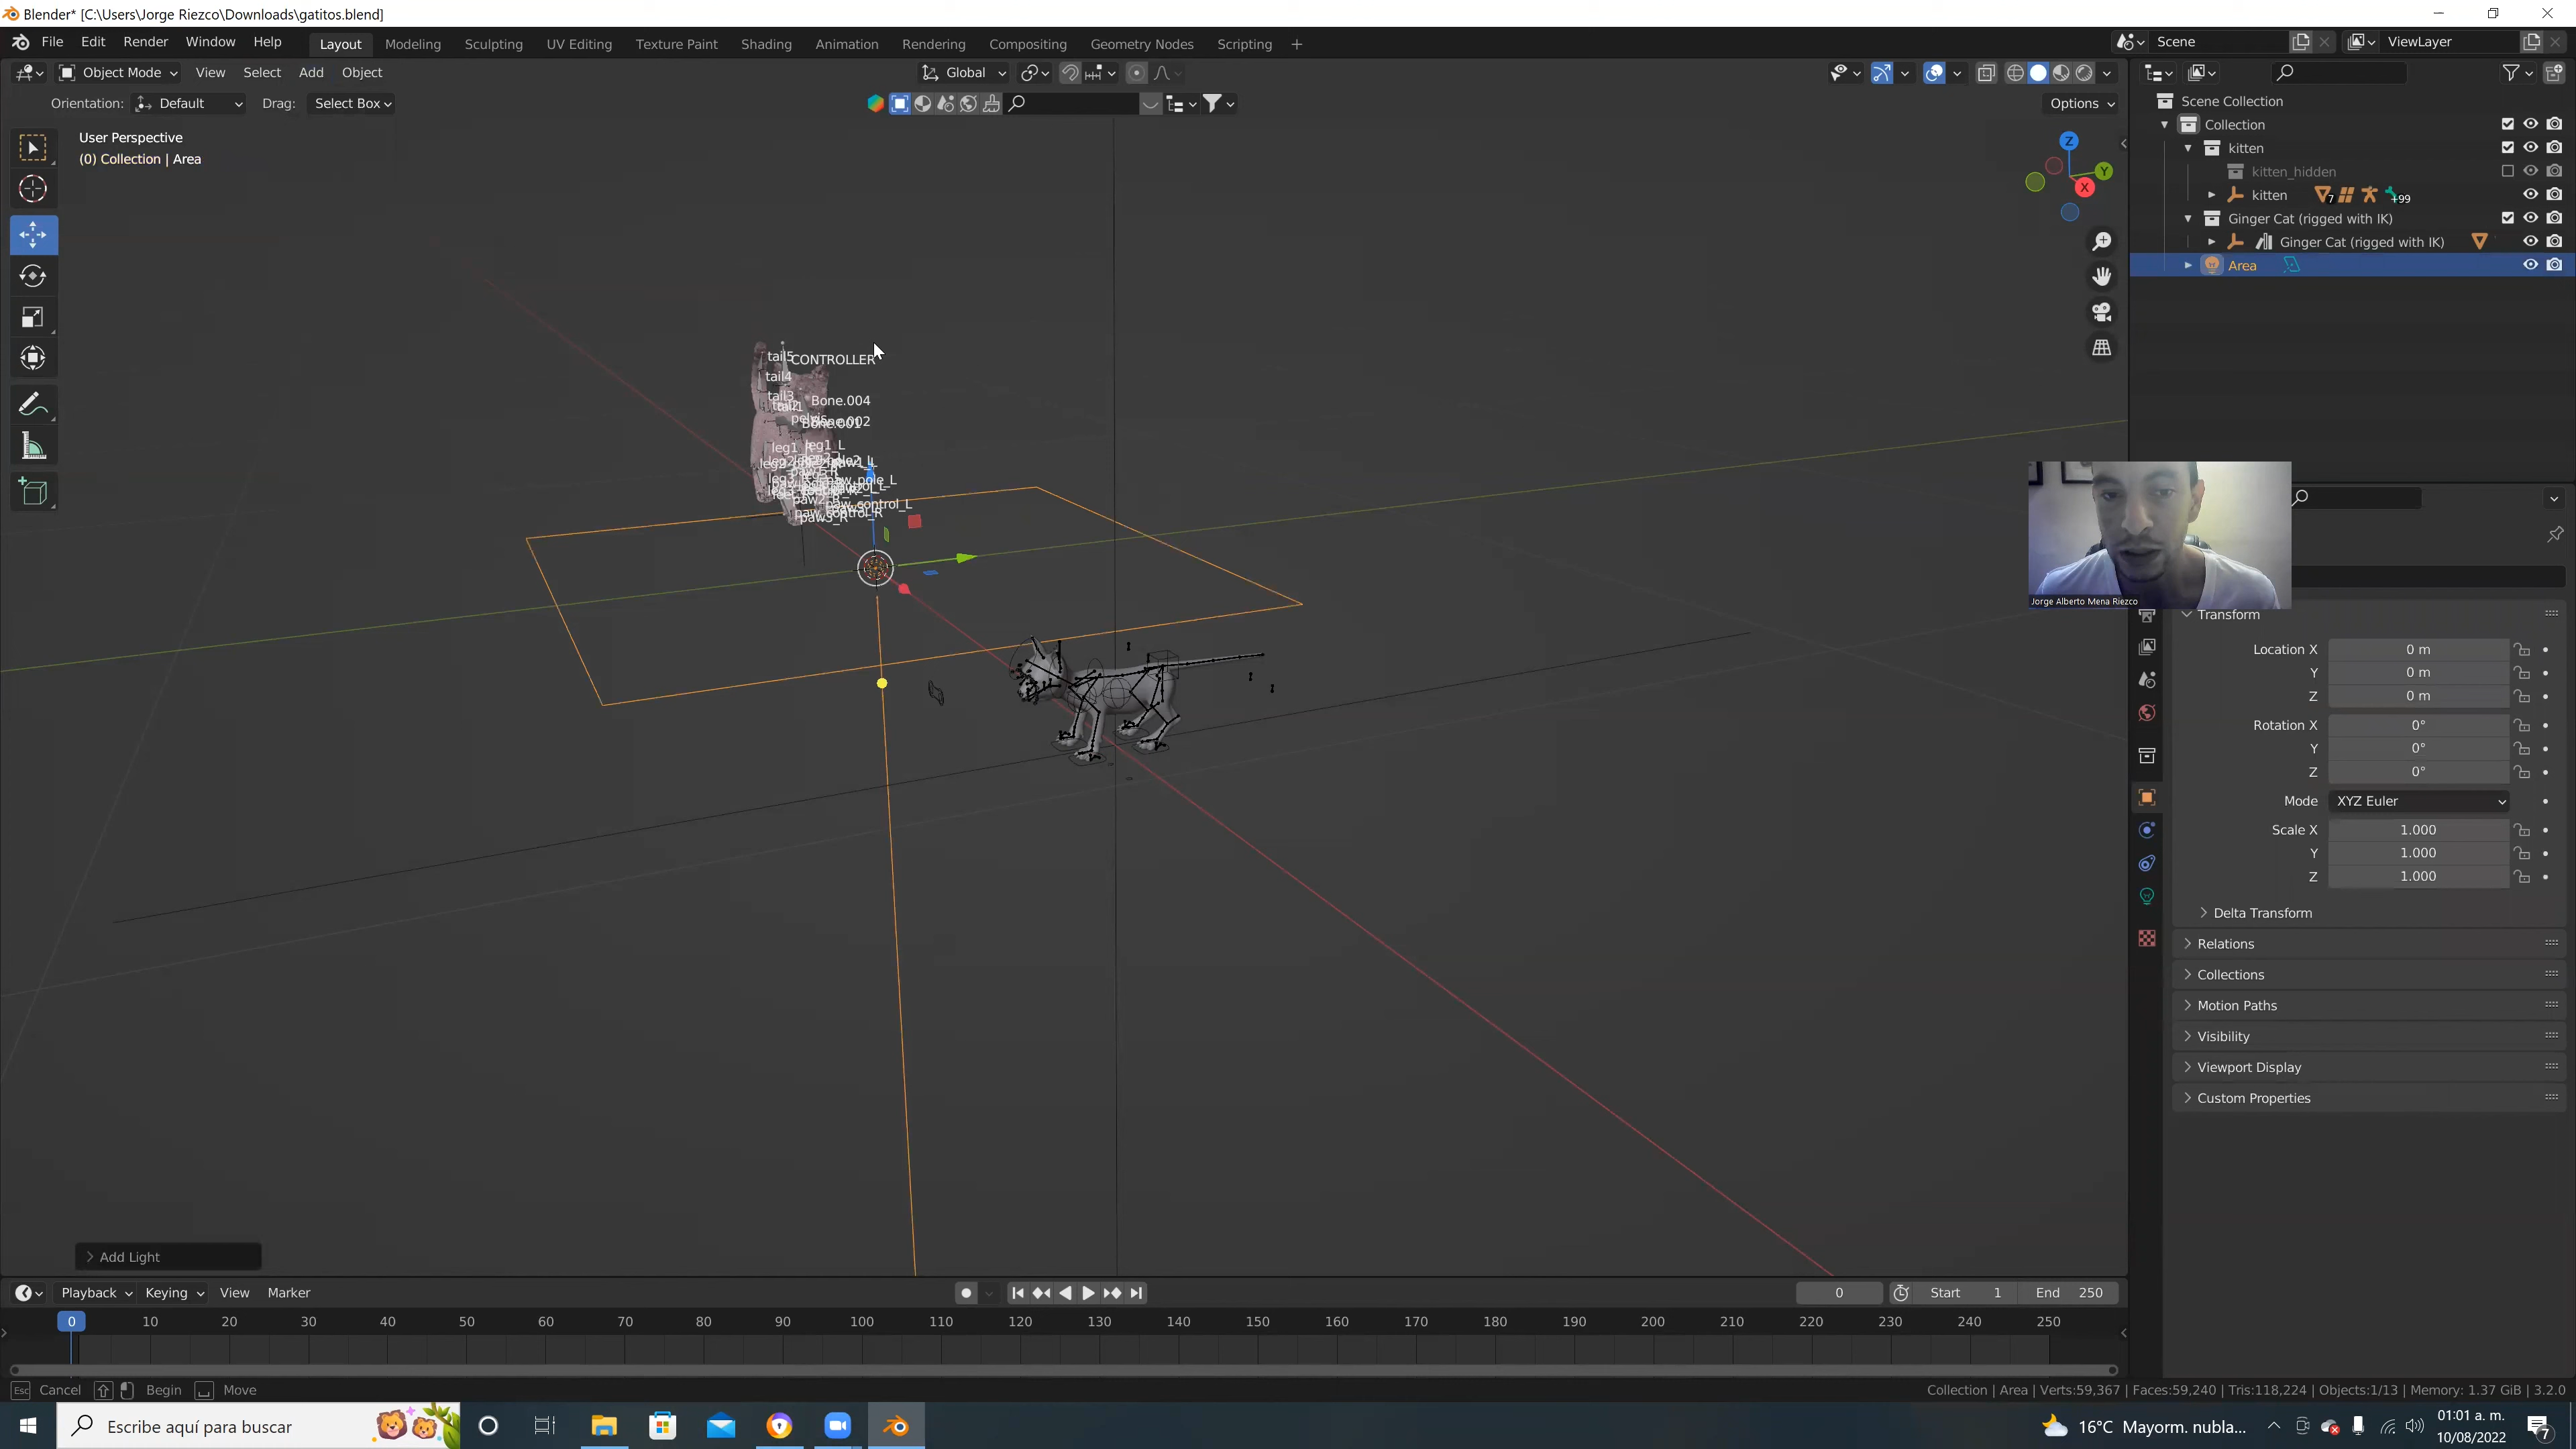 Blender* [C:\Users\Jorge Riezco\Downloads\gatitos.blend]
File Edit Render Window Help Layout Modeling Sculpting UV Editing Texture Paint Shading Animation Rendering Compositing Geometry Nodes Scripting + Scene ViewLayer
Object Mode View Select Add Object Global
Orientation: Default Drag: Select Box Options
User Perspective
(0) Collection | Area
Z
Y
X
Scene Collection
Collection
kitten
kitten_hidden
kitten 7 +99
Ginger Cat (rigged with IK)
Ginger Cat (rigged with IK)
Area
tail5
CONTROLLER
tail4
tail3
Bone.004
pelvis
leg1_L
paw_control_L
paw3_R
Jorge Alberto Mena Riezco
Transform
Location X 0 m
Y 0 m
Z 0 m
Rotation X 0°
Y 0°
Z 0°
Mode XYZ Euler
Scale X 1.000
Y 1.000
Z 1.000
Delta Transform
Relations
Collections
Motion Paths
Visibility
Viewport Display
Custom Properties
Add Light
Playback Keying View Marker 0 Start 1 End 250
0 10 20 30 40 50 60 70 80 90 100 110 120 130 140 150 160 170 180 190 200 210 220 230 240 250
Esc Cancel Begin Move Collection | Area | Verts:59,367 | Faces:59,240 | Tris:118,224 | Objects:1/13 | Memory: 1.37 GiB | 3.2.0
Escribe aquí para buscar
16°C Mayorm. nubla...
01:01 a. m.
10/08/2022
7